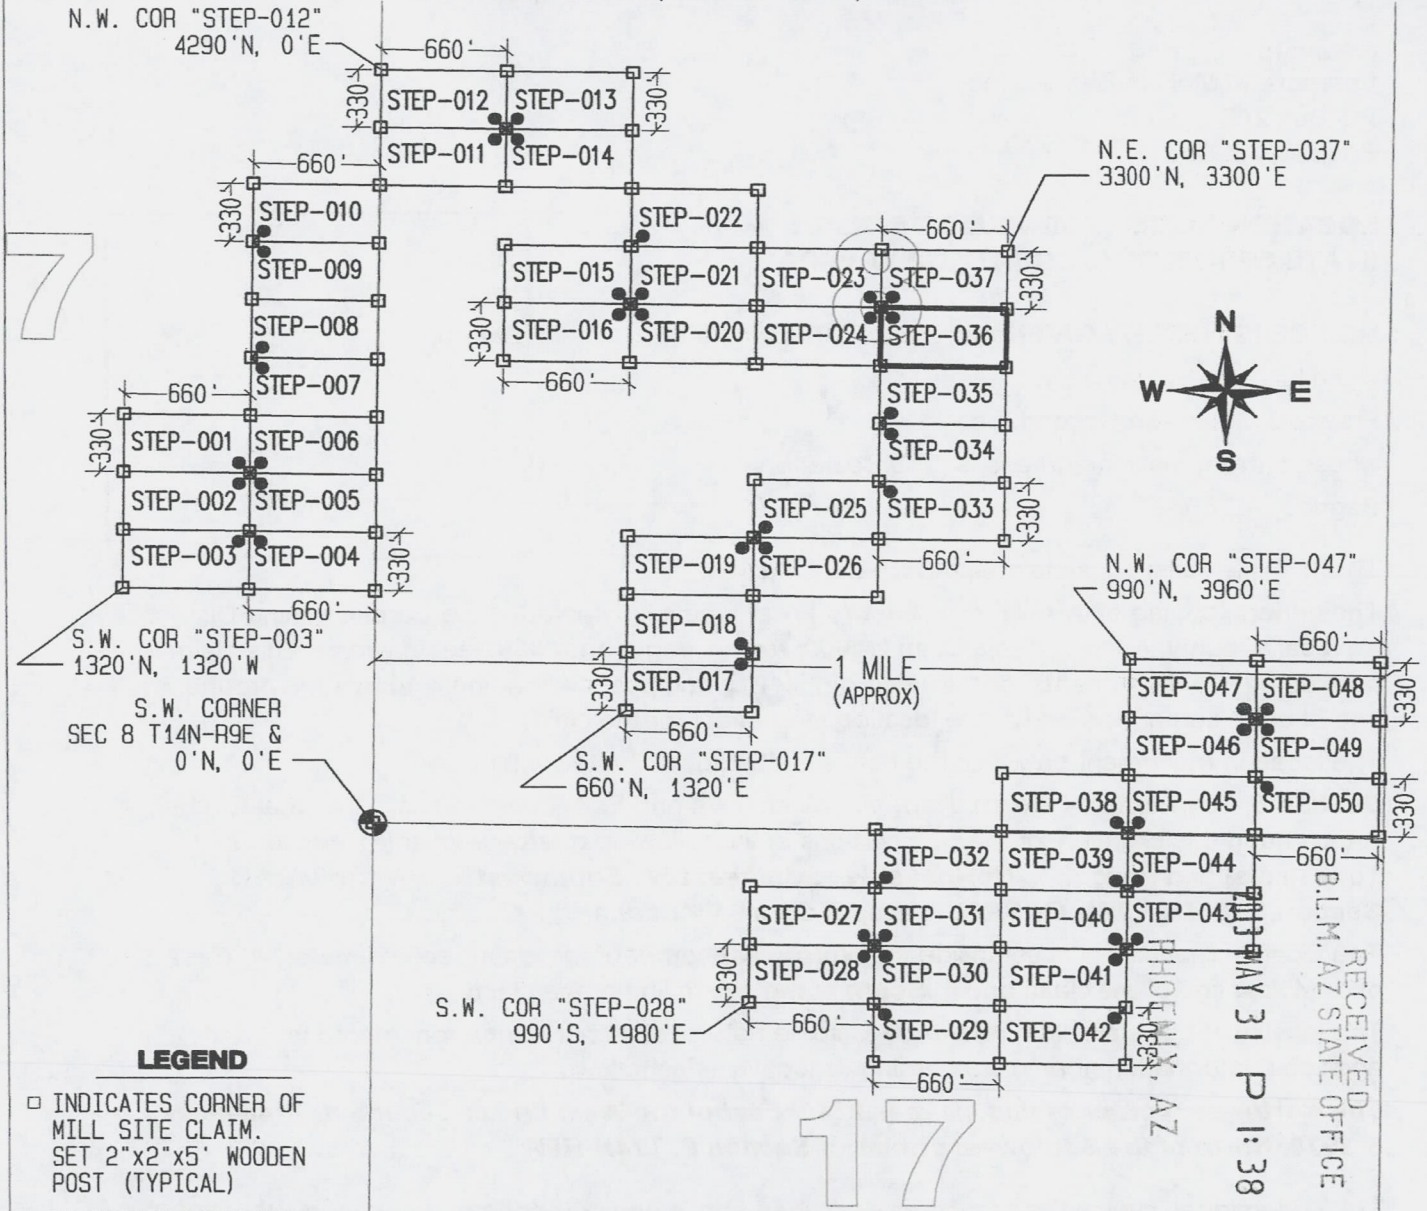 N.W. COR "STEP-012"
4290'N, 0'E
660'
330
STEP-012 STEP-013
330
STEP-011 STEP-014
660'
N.E. COR "STEP-037"
3300'N, 3300'E
330
STEP-010
STEP-022
660'
STEP-009
STEP-015 STEP-021 STEP-023 STEP-037
330
7
STEP-008
330
STEP-016 STEP-020 STEP-024 STEP-036
N
STEP-007
660'
STEP-035
W E
660'
330
STEP-001 STEP-006
STEP-034
S
STEP-002 STEP-005
STEP-025 STEP-033
330
STEP-003 STEP-004
330
STEP-019 STEP-026
660'
N.W. COR "STEP-047"
990'N, 3960'E
660'
S.W. COR "STEP-003"
1320'N, 1320'W
STEP-018
660'
1 MILE
(APPROX)
330
STEP-017
STEP-047 STEP-048
330
S.W. CORNER
SEC 8 T14N-R9E &
0'N, 0'E
660'
STEP-046 STEP-049
S.W. COR "STEP-017"
660'N, 1320'E
STEP-038 STEP-045 STEP-050
330
STEP-032 STEP-039 STEP-044
660'
STEP-027 STEP-031 STEP-040 STEP-043
330
STEP-028 STEP-030 STEP-041
S.W. COR "STEP-028"
990'S, 1980'E
660'
STEP-029 STEP-042
330
660'
17
RECEIVED
B.L.M. AZ STATE OFFICE
MAY 31 P 1:38
PHOENIX, AZ
LEGEND
□ INDICATES CORNER OF
MILL SITE CLAIM.
SET 2"x2"x5' WOODEN
POST (TYPICAL)